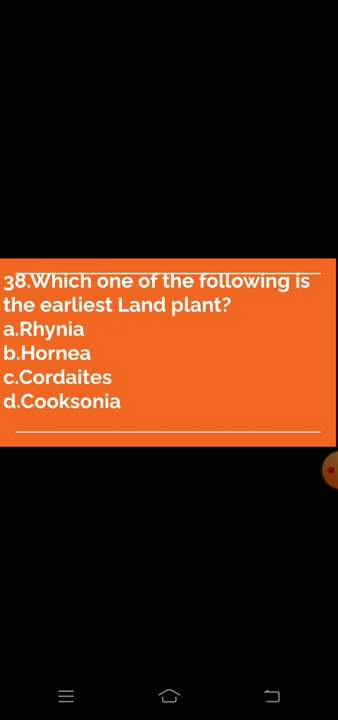 38.Which one of the following is
the earliest Land plant?
a.Rhynia
b.Hornea
c.Cordaites
d.Cooksonia